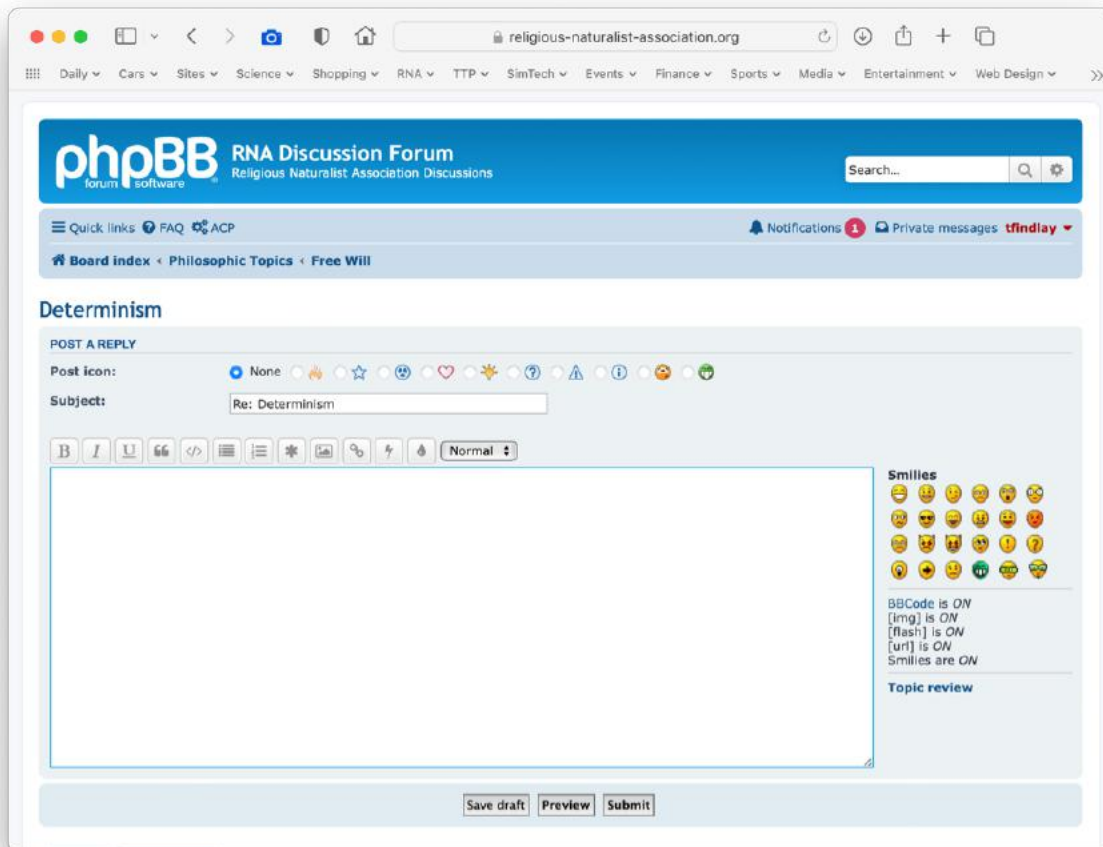 religious-naturalist-association.org
Daily Cars Sites Science Shopping RNA TTP SimTech Events Finance Sports Media Entertainment Web Design
phpBB
forum software
RNA Discussion Forum
Religious Naturalist Association Discussions
Search...
Quick links FAQ ACP
Notifications 1 Private messages tfindlay
Board index < Philosophic Topics < Free Will
Determinism
POST A REPLY
Post icon: None
Subject: Re: Determinism
B I U Normal
Smilies
BBCode is ON
[img] is ON
[flash] is ON
[url] is ON
Smilies are ON
Topic review
Save draft Preview Submit